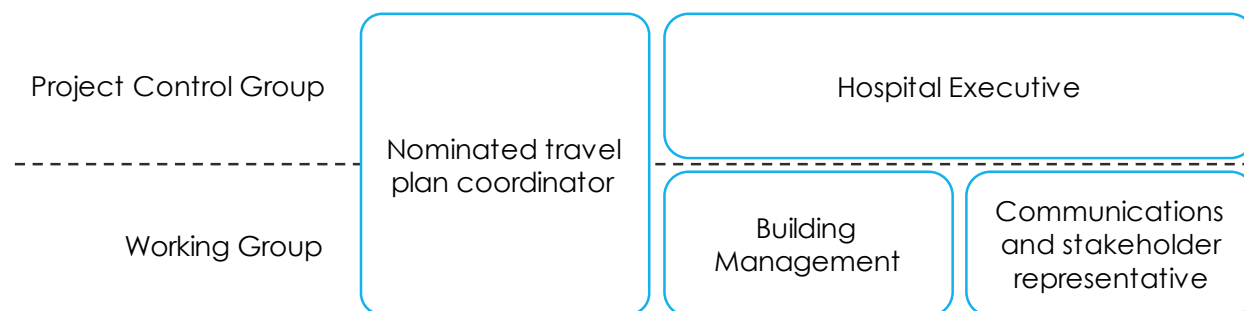 Project Control Group
Hospital Executive
Nominated travel
plan coordinator
Working Group
Building
Management
Communications
and stakeholder
representative